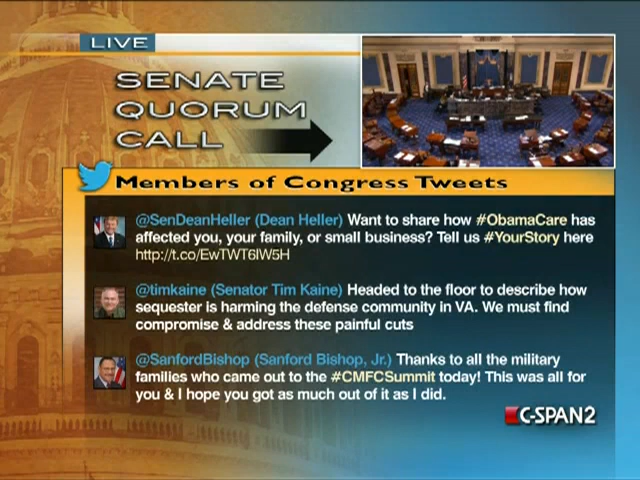 LIVE
SENATE
QUORUM
CALL
Members of Congress Tweets
@SenDeanHeller (Dean Heller) Want to share how #ObamaCare has
affected you, your family, or small business? Tell us #YourStory here
http://t.co/EwTWT6IW5H
@timkaine (Senator Tim Kaine) Headed to the floor to describe how
sequester is harming the defense community in VA. We must find
compromise & address these painful cuts
@SanfordBishop (Sanford Bishop, Jr.) Thanks to all the military
families who came out to the #CMFCSummit today! This was all for
you & I hope you got as much out of it as I did.
C-SPAN2